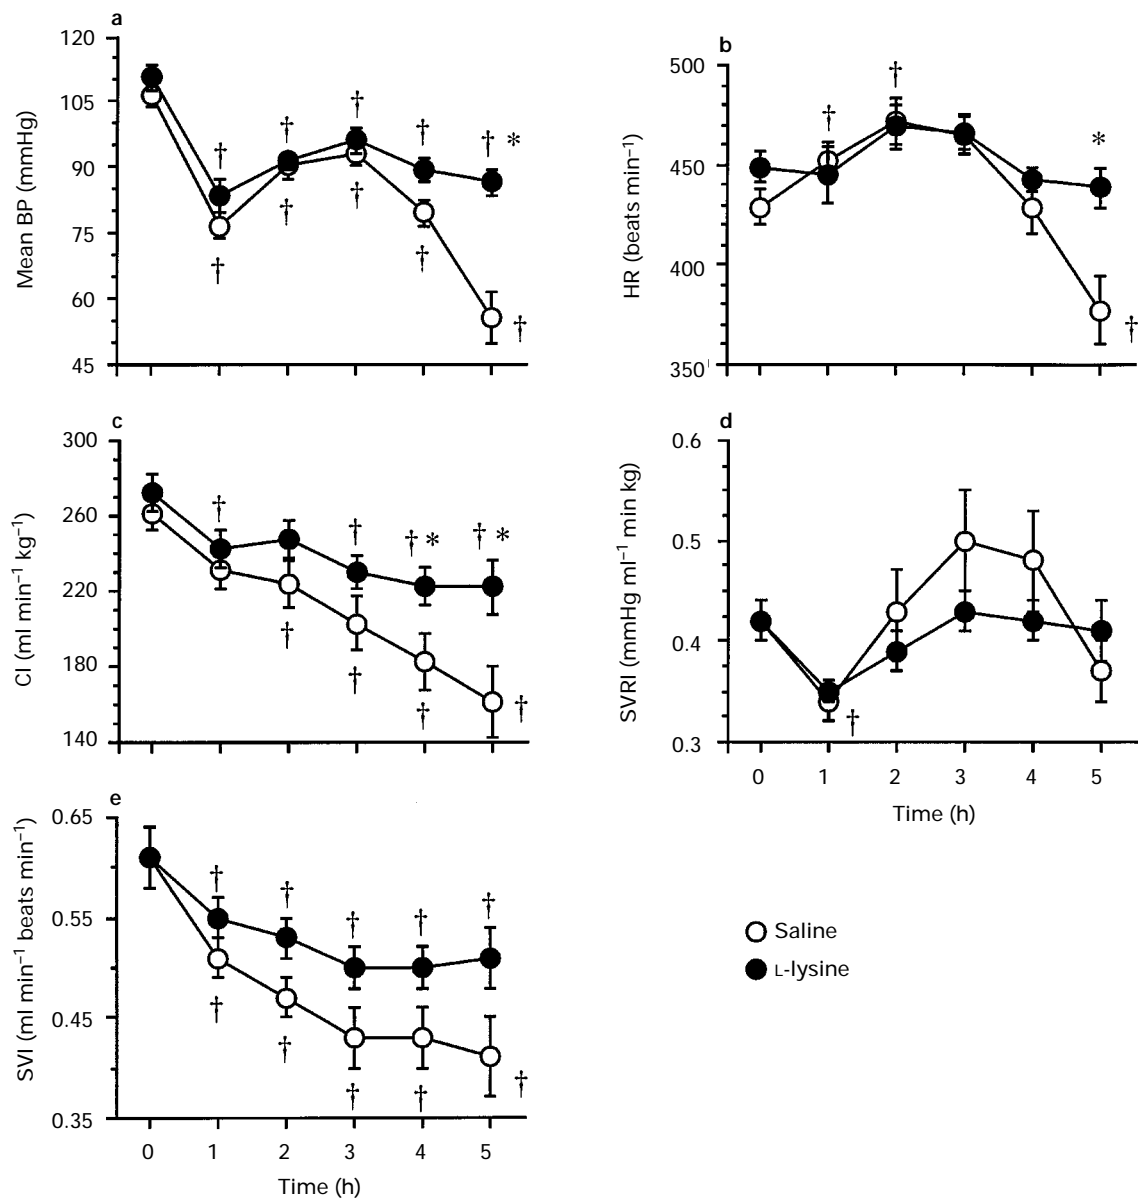 a
120
105
90
75
60
45
Mean BP (mmHg)
† † † † † *
† † † † †
b
500
450
400
350
HR (beats min⁻¹)
† † *
†
c
300
260
220
180
140
CI (ml min⁻¹ kg⁻¹)
† † † * † *
† † † †
d
0.6
0.5
0.4
0.3
SVRI (mmHg ml⁻¹ min kg)
†
0 1 2 3 4 5
Time (h)
e
0.65
0.55
0.45
0.35
SVI (ml min⁻¹ beats min⁻¹)
† † † † †
† † † † †
0 1 2 3 4 5
Time (h)
Saline
L-lysine